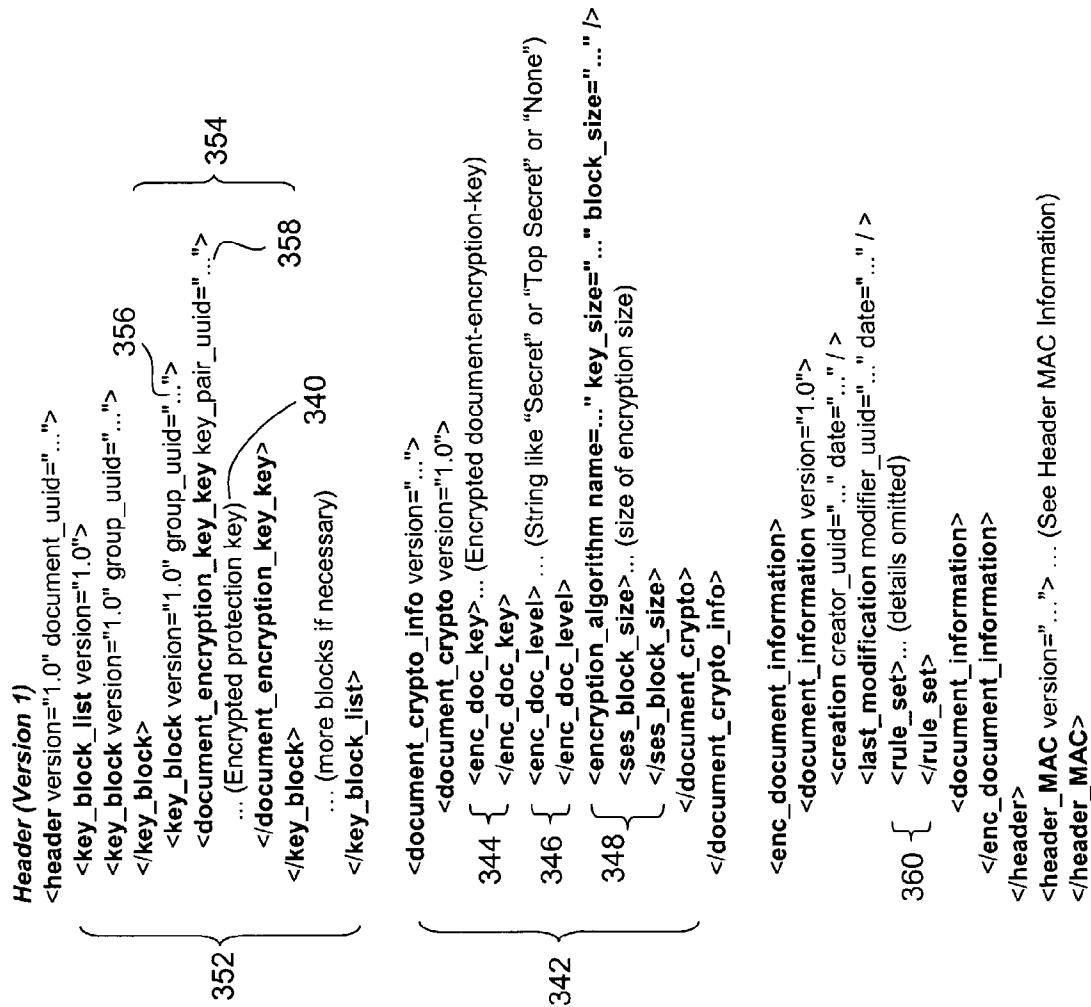 Header (Version 1)
<header version="1.0" document_uuid="...">
<key_block_list version="1.0">
<key_block version="1.0" group_uuid="...">
</key_block>
<key_block version="1.0" group_uuid="...">
<document_encryption_key_key key_pair_uuid="...">
... (Encrypted protection key)
</document_encryption_key_key>
</key_block>
... (more blocks if necessary)
</key_block_list>
352
354
356
358
340
<document_crypto_info version="...">
<document_crypto version="1.0">
<enc_doc_key>... (Encrypted document-encryption-key)
</enc_doc_key>
<enc_doc_level> ... (String like “Secret” or “Top Secret” or “None”)
</enc_doc_level>
<encryption_algorithm name=..." key_size="..." block_size="..." />
<ses_block_size>... (size of encryption size)
</ses_block_size>
</document_crypto>
</document_crypto_info>
342
344
346
348
<enc_document_information>
<document_information version="1.0">
<creation creator_uuid="..." date="..." / >
<last_modification modifier_uuid="..." date="..." / >
<rule_set>... (details omitted)
</rule_set>
360
<document_information>
</enc_document_information>
</header>
<header_MAC version=”...”> ... (See Header MAC Information)
</header_MAC>